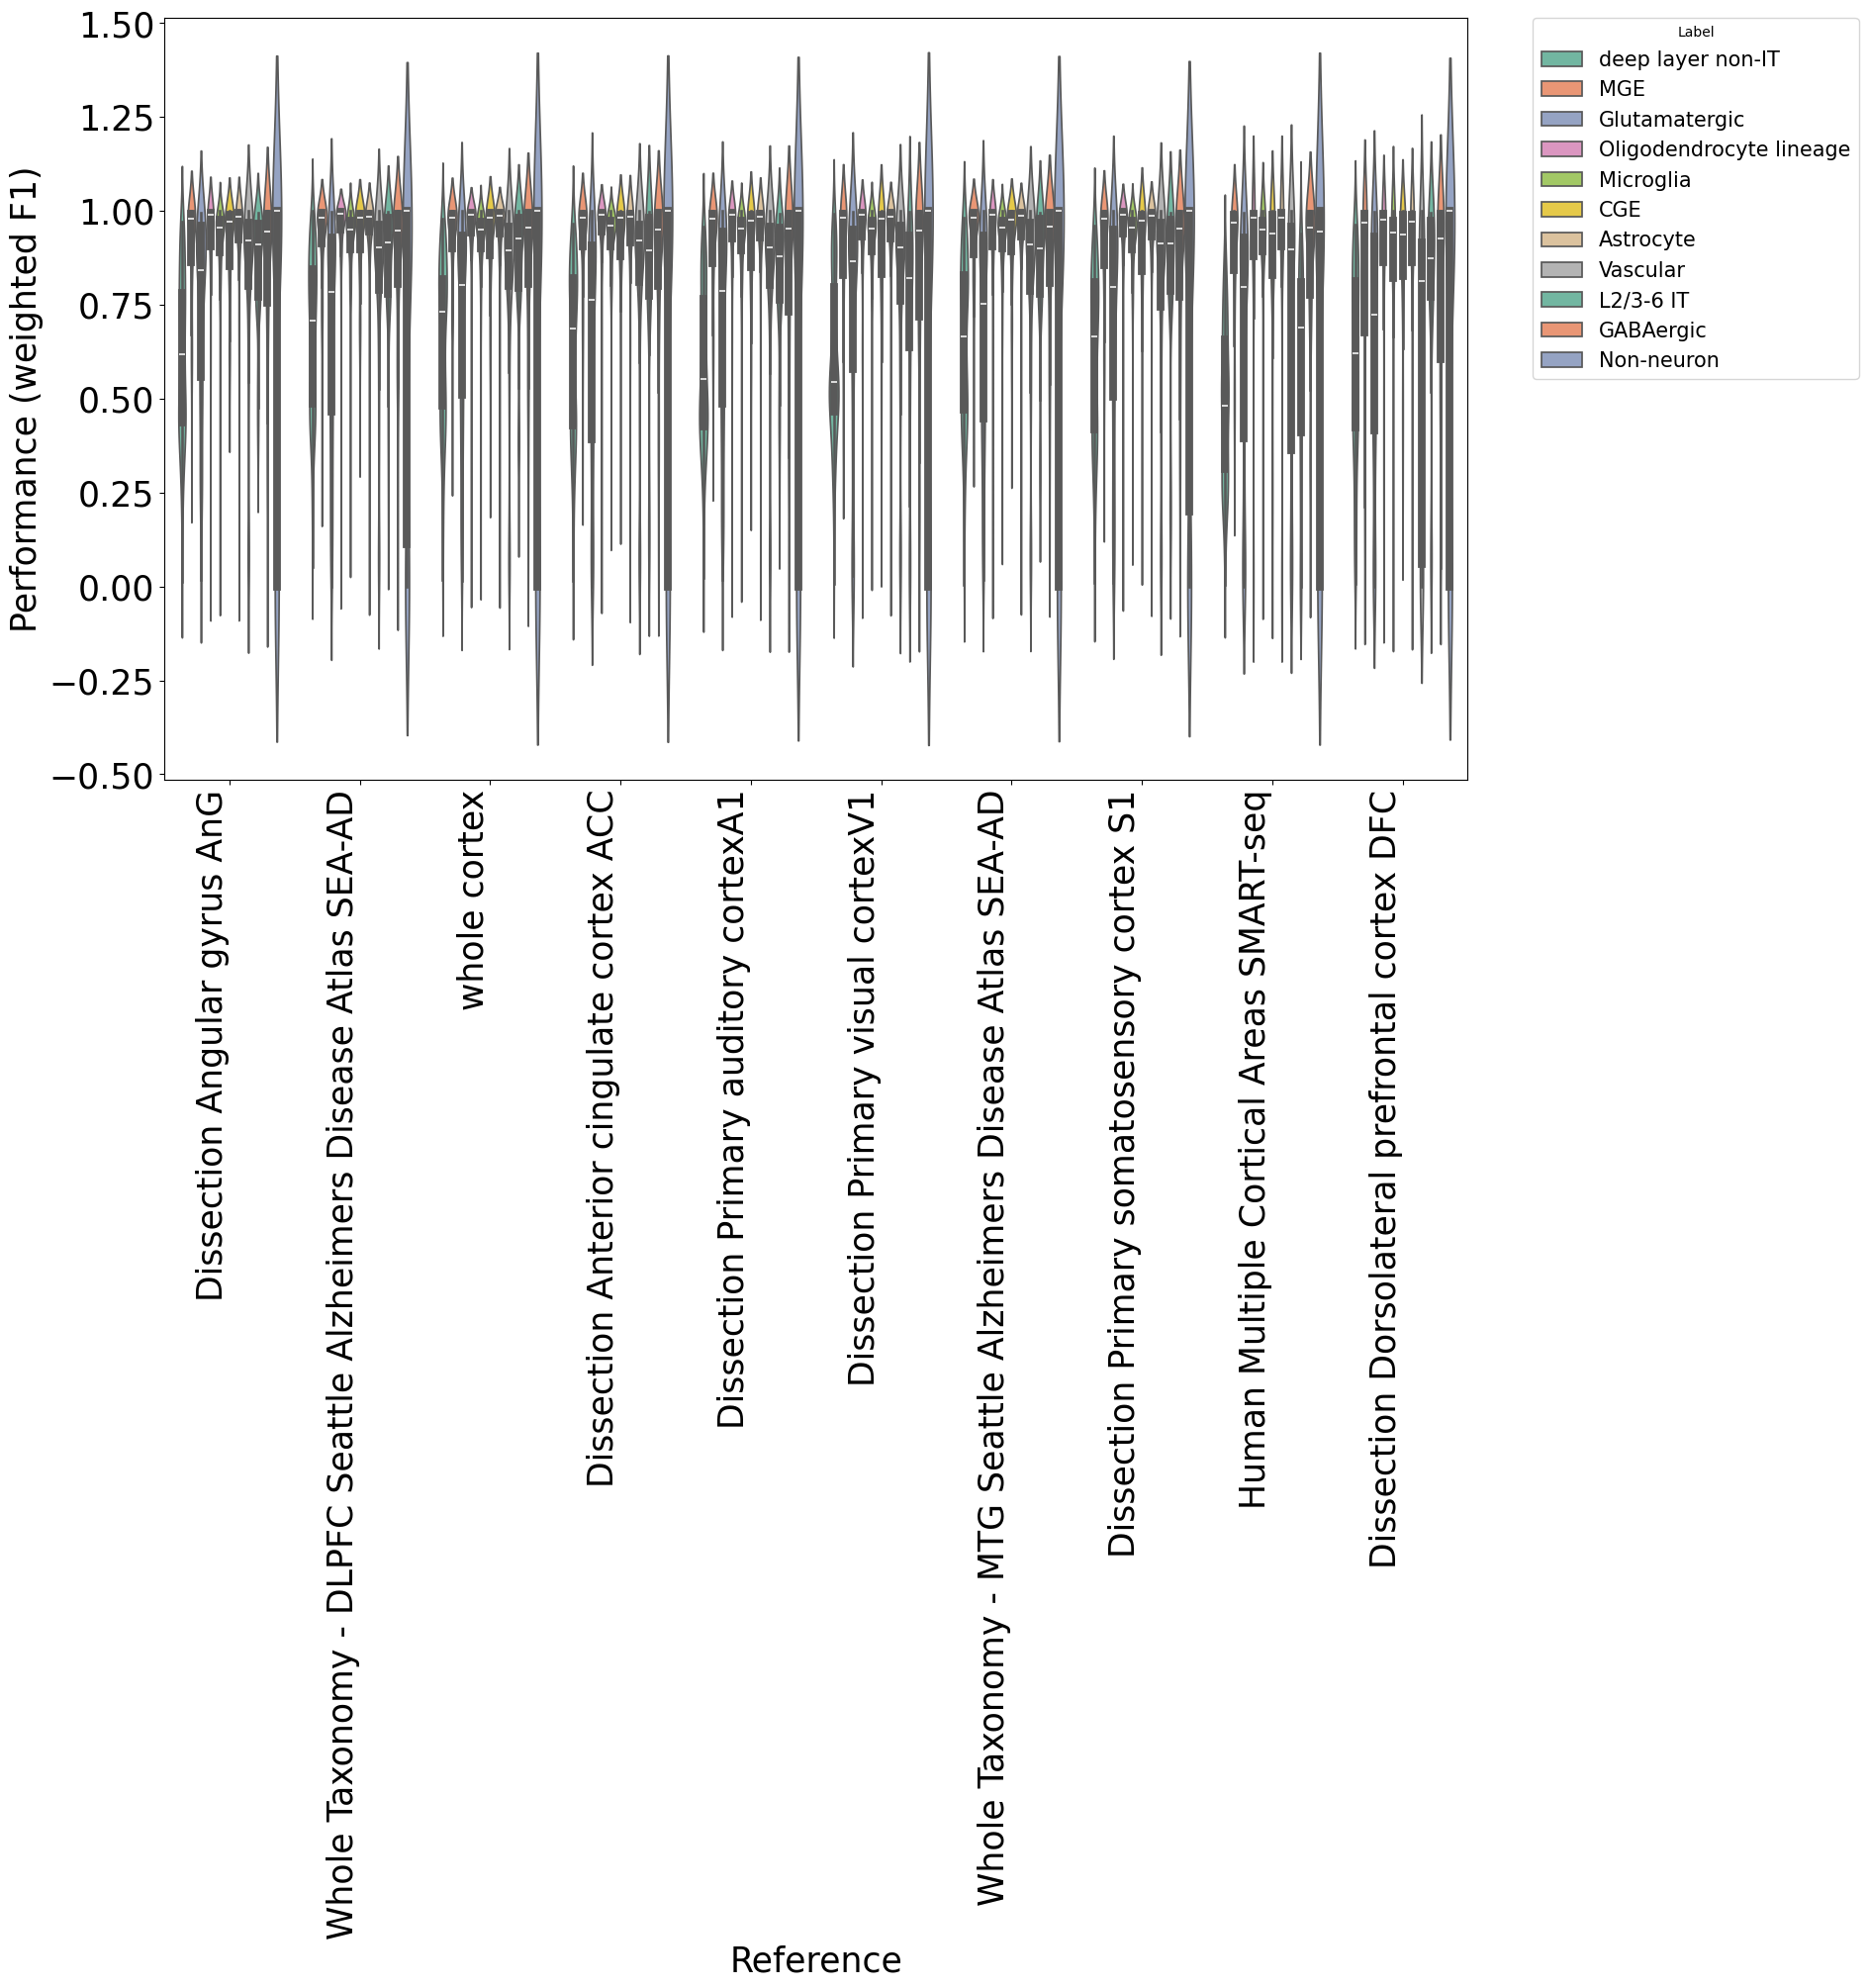 1.50
1.25
1.00
0.75
0.50
0.25
0.00
−0.25
−0.50
Performance (weighted F1)
Dissection Angular gyrus AnG
Whole Taxonomy - DLPFC Seattle Alzheimers Disease Atlas SEA-AD
whole cortex
Dissection Anterior cingulate cortex ACC
Dissection Primary auditory cortexA1
Dissection Primary visual cortexV1
Whole Taxonomy - MTG Seattle Alzheimers Disease Atlas SEA-AD
Dissection Primary somatosensory cortex S1
Human Multiple Cortical Areas SMART-seq
Dissection Dorsolateral prefrontal cortex DFC
Reference
Label
deep layer non-IT
MGE
Glutamatergic
Oligodendrocyte lineage
Microglia
CGE
Astrocyte
Vascular
L2/3-6 IT
GABAergic
Non-neuron